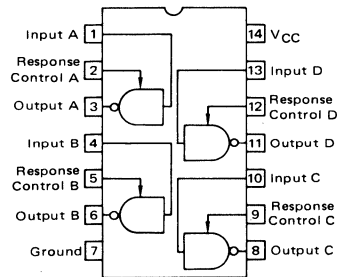 Input A 1
Response
Control A 2
Output A 3
Input B 4
Response
Control B 5
Output B 6
Ground 7
14 VCC
13 Input D
12 Response
Control D
11 Output D
10 Input C
9 Response
Control C
8 Output C